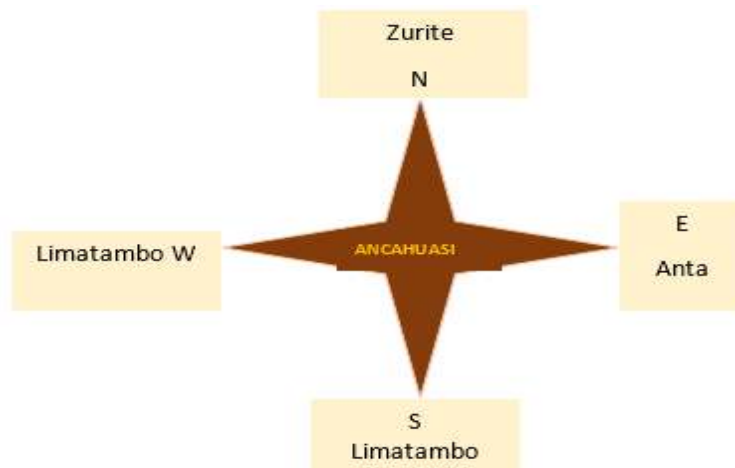 Zurite
N
Limatambo W
ANCAHUASI
E
Anta
S
Limatambo